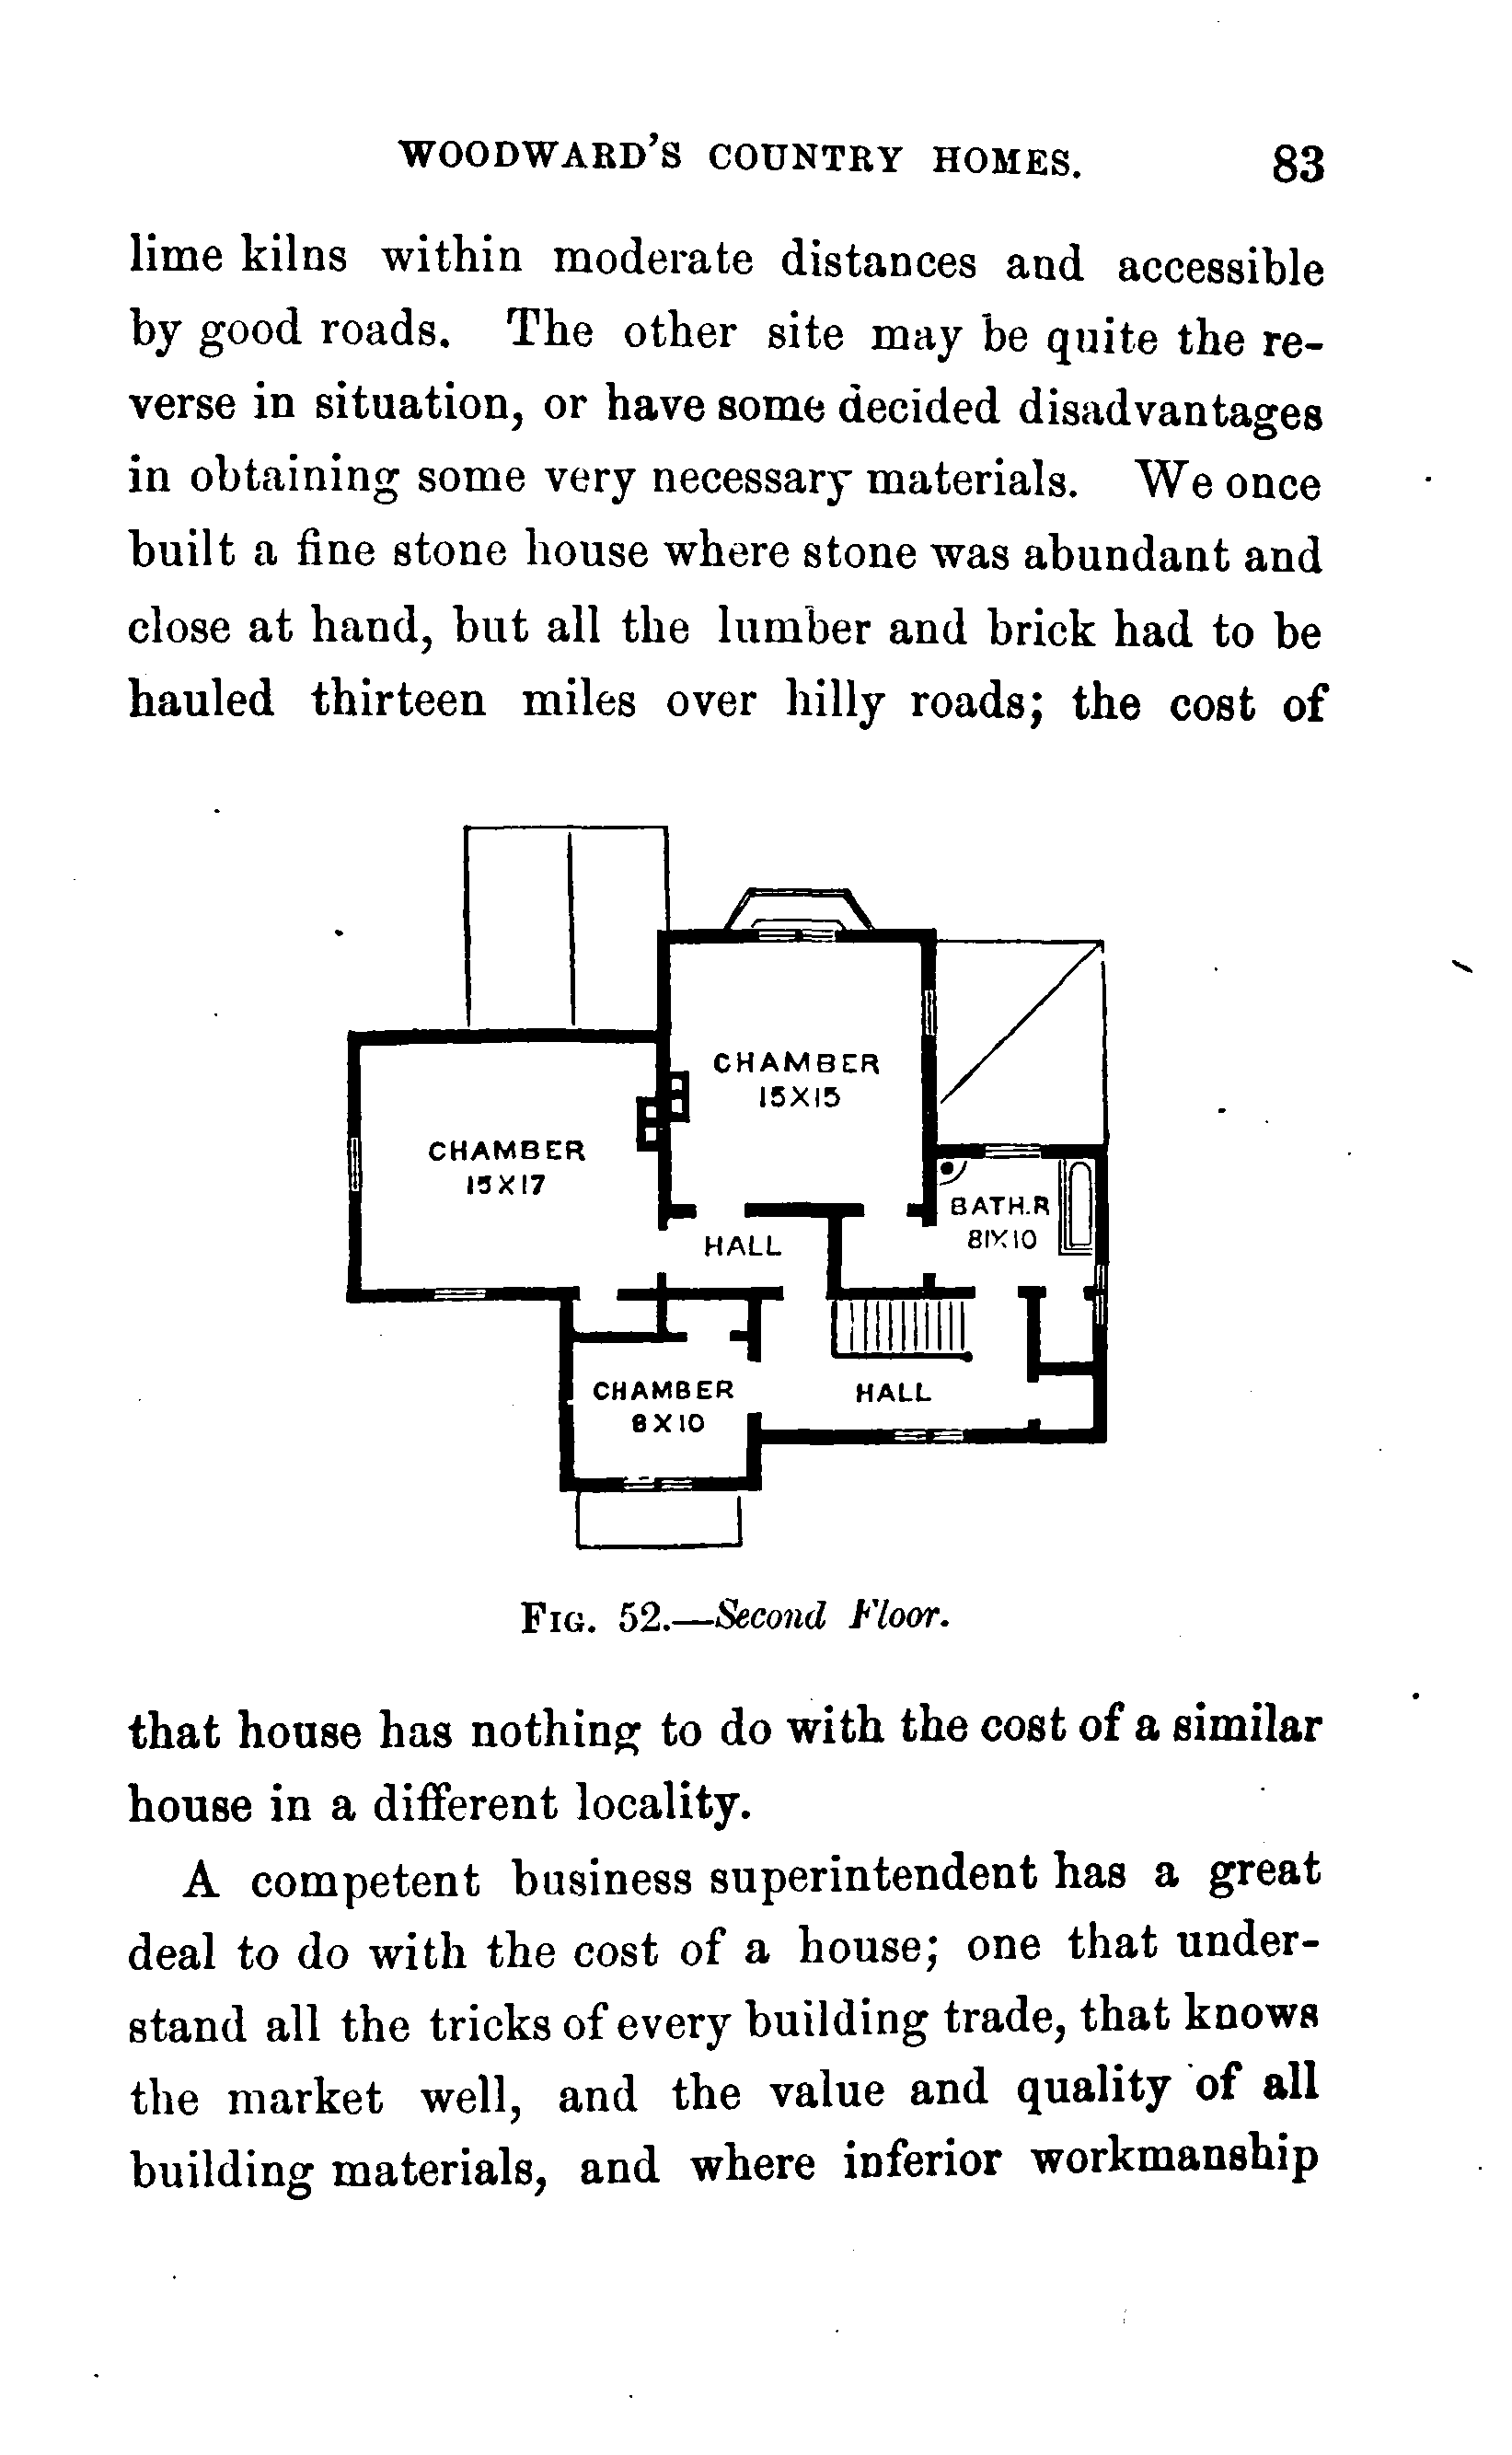 WOODWARD'S COUNTRY HOMES. 83
lime kilns within moderate distances and accessible
by good roads. The other site may be quite the re-
verse in situation, or have some decided disadvantages
in obtaining some very necessary materials. We once
built a fine stone house where stone was abundant and
close at hand, but all the lumber and brick had to be
hauled thirteen miles over hilly roads; the cost of
CHAMBER
15X15
CHAMBER
15X17
BATH.R
HALL
CHAMBER
8X10
HALL
FIG. 52.—Second Floor.
that house has nothing to do with the cost of a similar
house in a different locality.
A competent business superintendent has a great
deal to do with the cost of a house; one that under-
stand all the tricks of every building trade, that knows
the market well, and the value and quality of all
building materials, and where inferior workmanship